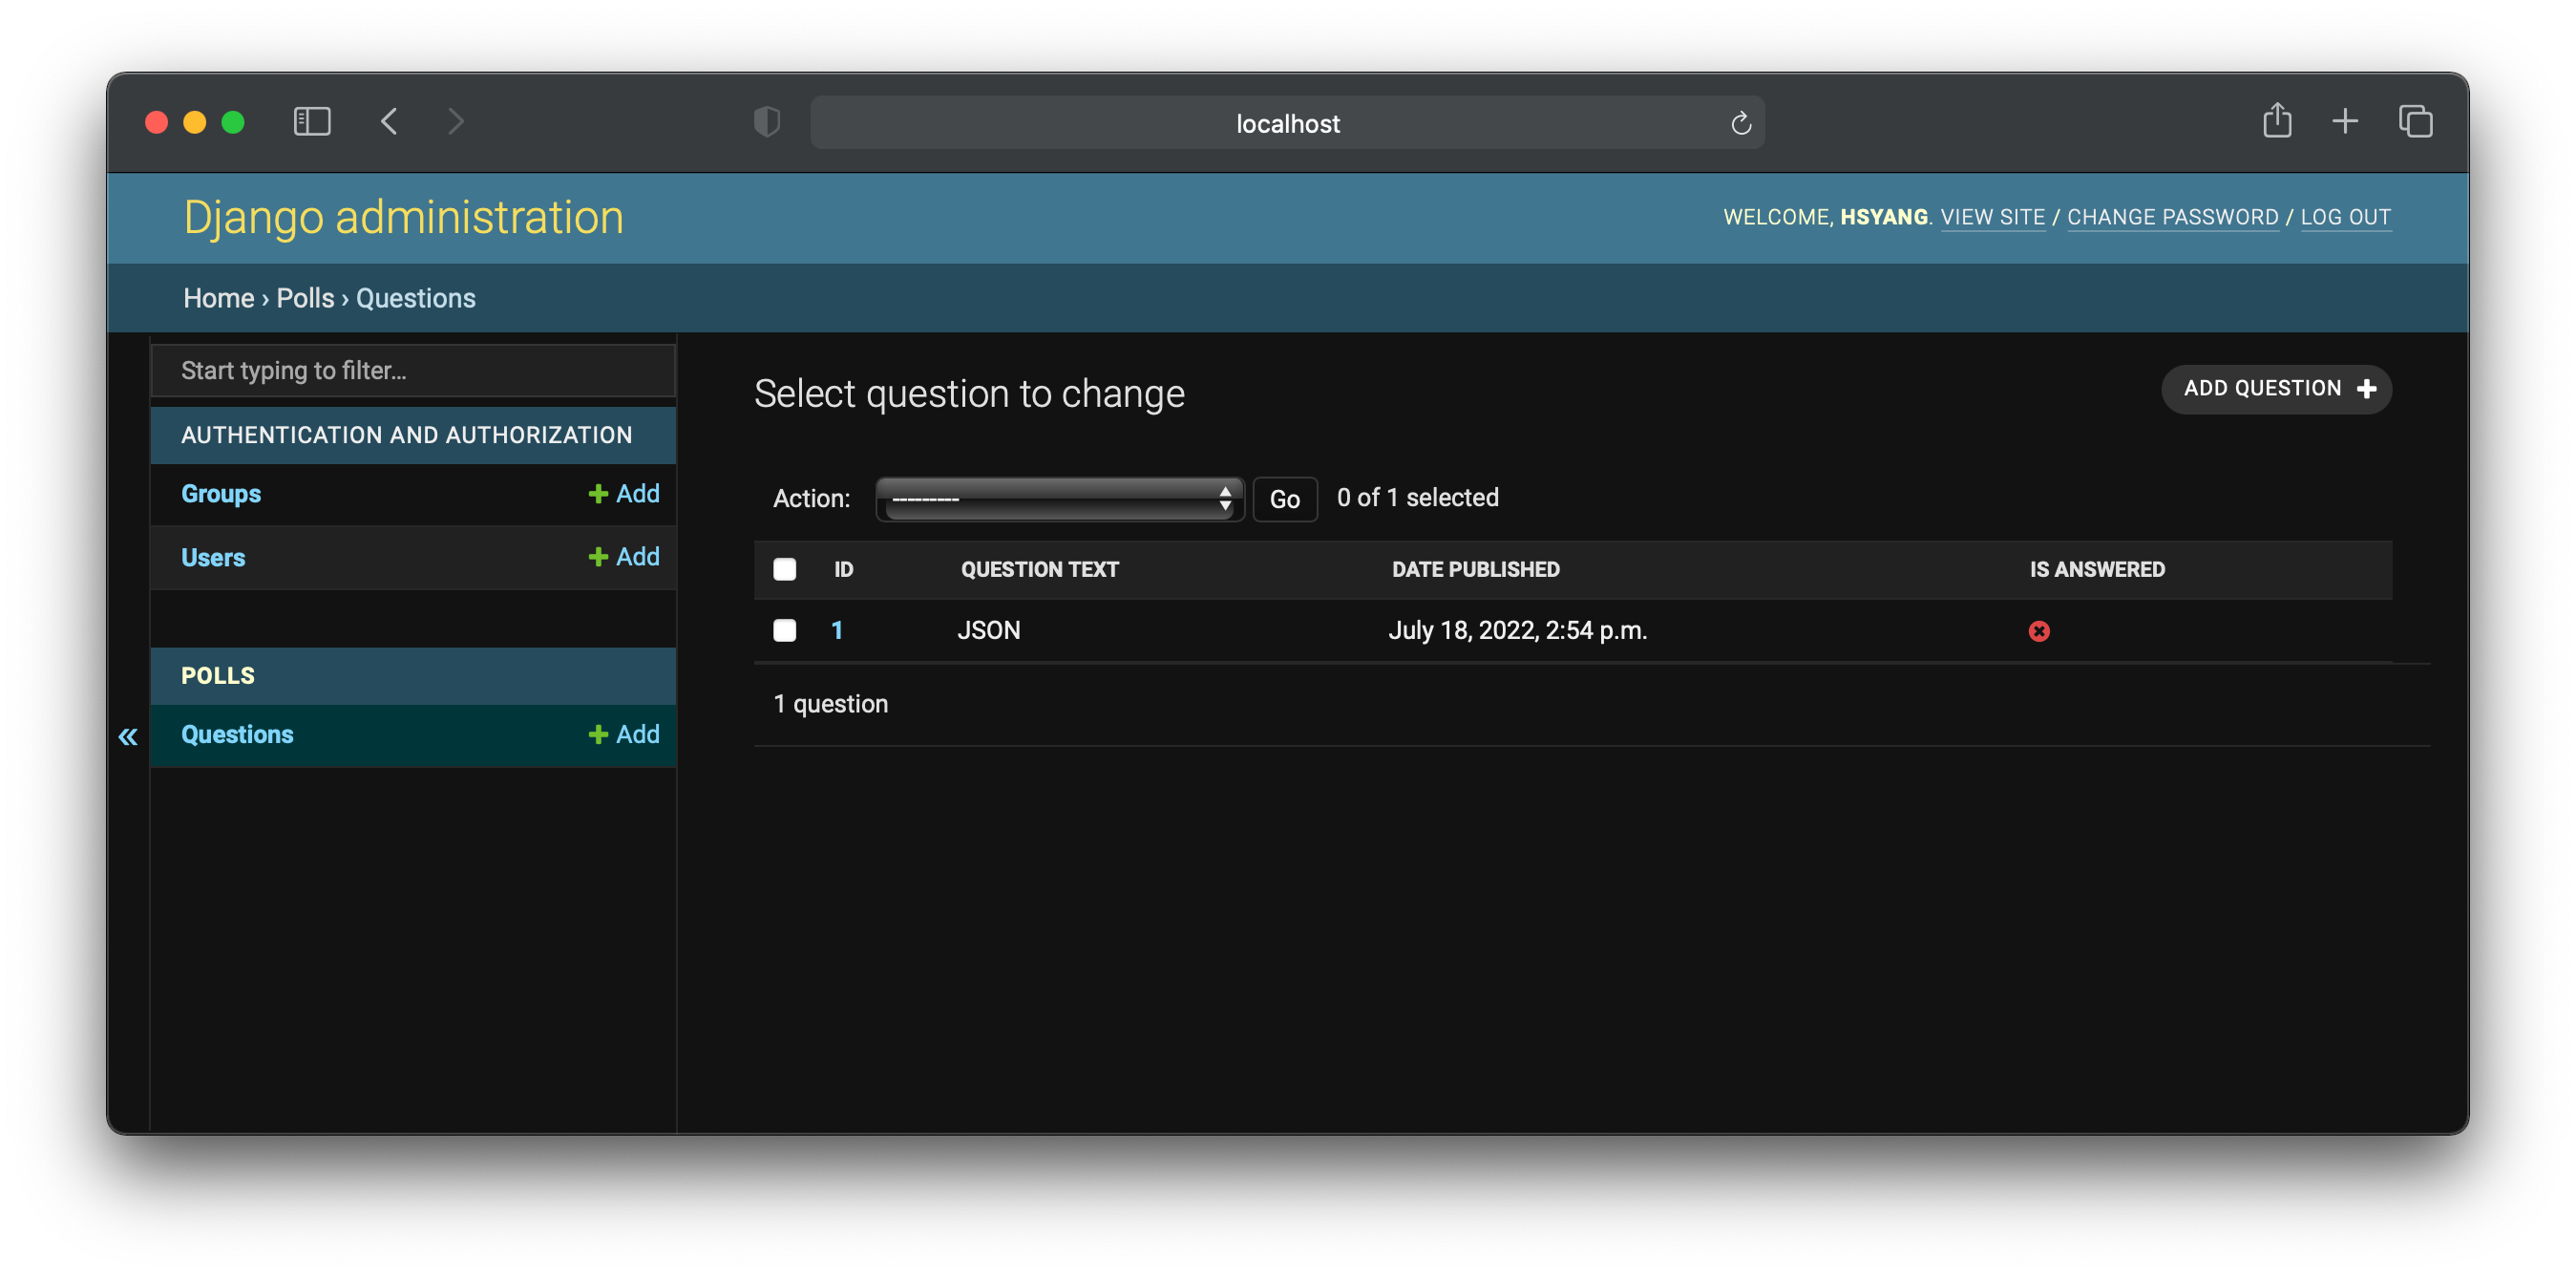 localhost
Django administration
WELCOME, HSYANG. VIEW SITE / CHANGE PASSWORD / LOG OUT
Home › Polls › Questions
Start typing to filter...
AUTHENTICATION AND AUTHORIZATION
Groups + Add
Users + Add
POLLS
Questions + Add
«
Select question to change
ADD QUESTION +
Action: --------- Go 0 of 1 selected
ID QUESTION TEXT DATE PUBLISHED IS ANSWERED
1 JSON July 18, 2022, 2:54 p.m.
1 question